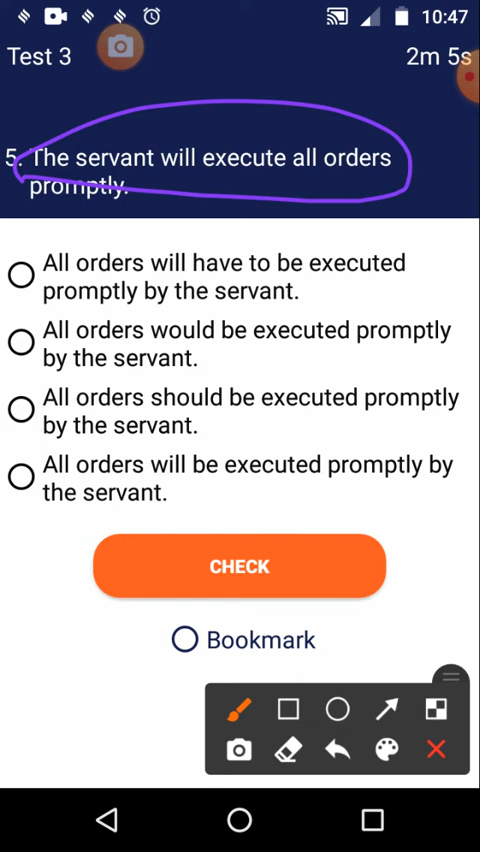 10:47
Test 3
2m 5s
5. The servant will execute all orders
promptly.
All orders will have to be executed
promptly by the servant.
All orders would be executed promptly
by the servant.
All orders should be executed promptly
by the servant.
All orders will be executed promptly by
the servant.
CHECK
Bookmark